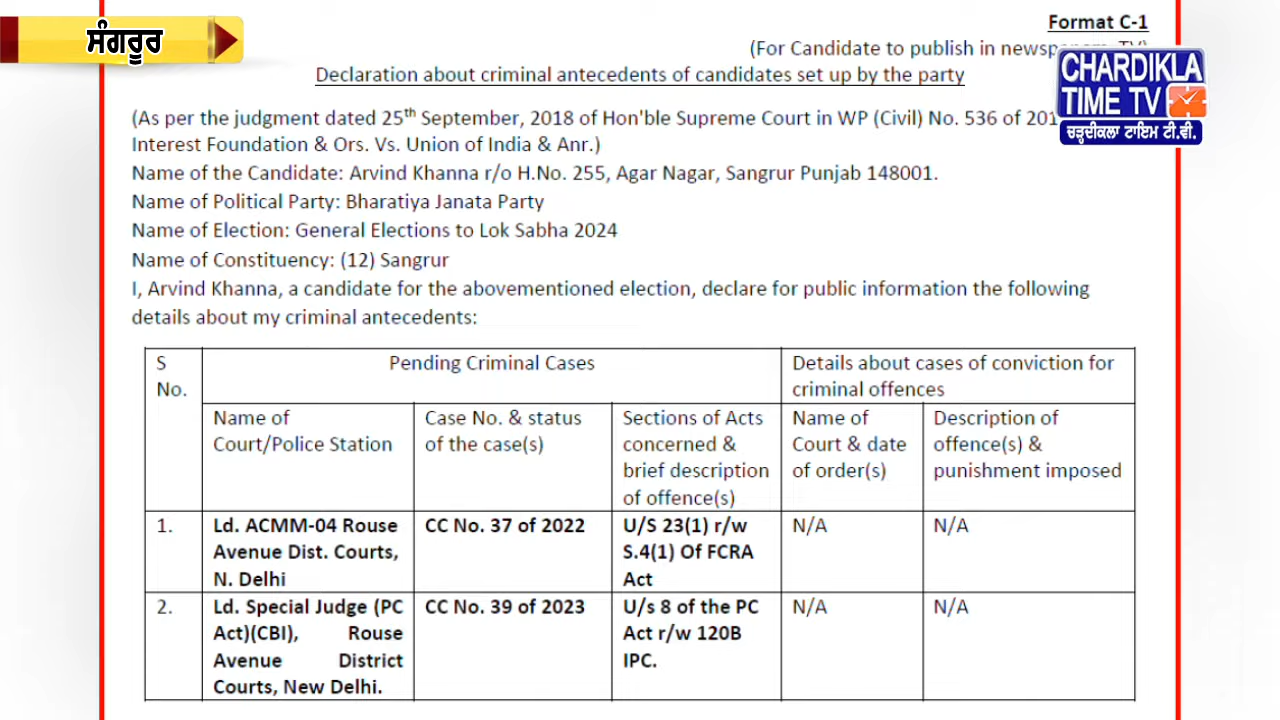 ਸੰਗਰੂਰ
Format C-1
(For Candidate to publish in
CHARDIKLA
TIME TV
ਚੜ੍ਹਦੀਕਲਾ ਟਾਇਮ ਟੀ.ਵੀ.
Declaration about criminal antecedents of candidates set up by the party
(As per the judgment dated 25th September, 2018 of Hon'ble Supreme Court in WP (Civil) No. 536 of
Interest Foundation & Ors. Vs. Union of India & Anr.)
Name of the Candidate: Arvind Khanna r/o H.No. 255, Agar Nagar, Sangrur Punjab 148001.
Name of Political Party: Bharatiya Janata Party
Name of Election: General Elections to Lok Sabha 2024
Name of Constituency: (12) Sangrur
I, Arvind Khanna, a candidate for the abovementioned election, declare for public information the following
details about my criminal antecedents:
S No.
Pending Criminal Cases
Details about cases of conviction for
criminal offences
Name of
Court/Police Station
Case No. & status
of the case(s)
Sections of Acts
concerned &
brief description
of offence(s)
Name of
Court & date
of order(s)
Description of
offence(s) &
punishment imposed
1.
Ld. ACMM-04 Rouse
Avenue Dist. Courts,
N. Delhi
CC No. 37 of 2022
U/S 23(1) r/w
S.4(1) Of FCRA
Act
N/A
N/A
2.
Ld. Special Judge (PC
Act)(CBI), Rouse
Avenue District
Courts, New Delhi.
CC No. 39 of 2023
U/s 8 of the PC
Act r/w 120B
IPC.
N/A
N/A